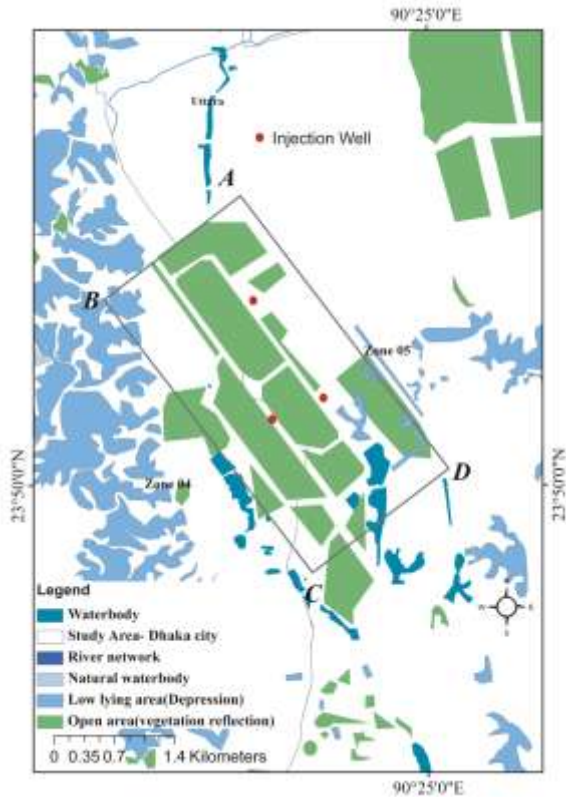 90°25'0"E
Uttara
Injection Well
A
B
Zone 05
D
23°50'0"N
23°50'0"N
Zone 04
C
Legend
Waterbody
Study Area- Dhaka city
River network
Natural waterbody
Low lying area(Depression)
Open area(vegetation reflection)
0 0.35 0.7 1.4 Kilometers
90°25'0"E